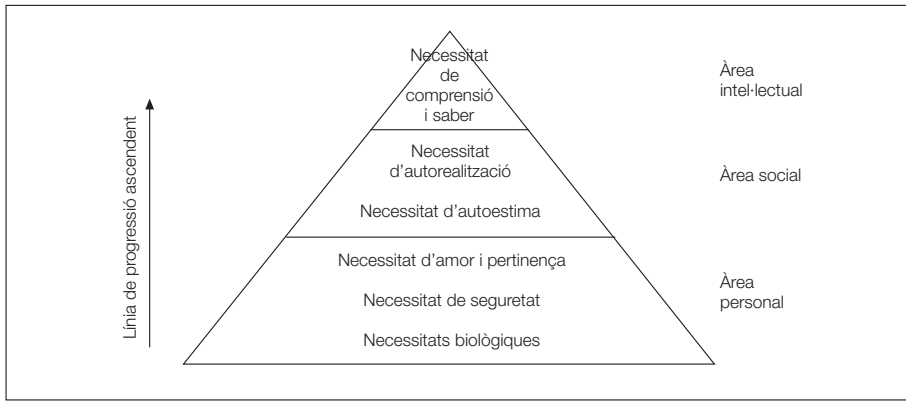 Necessitat
de
comprensió
i saber
Àrea
intel·lectual
Necessitat
d'autorealització
Necessitat d'autoestima
Àrea social
Necessitat d'amor i pertinença
Necessitat de seguretat
Necessitats biològiques
Àrea
personal
Línia de progressió ascendent